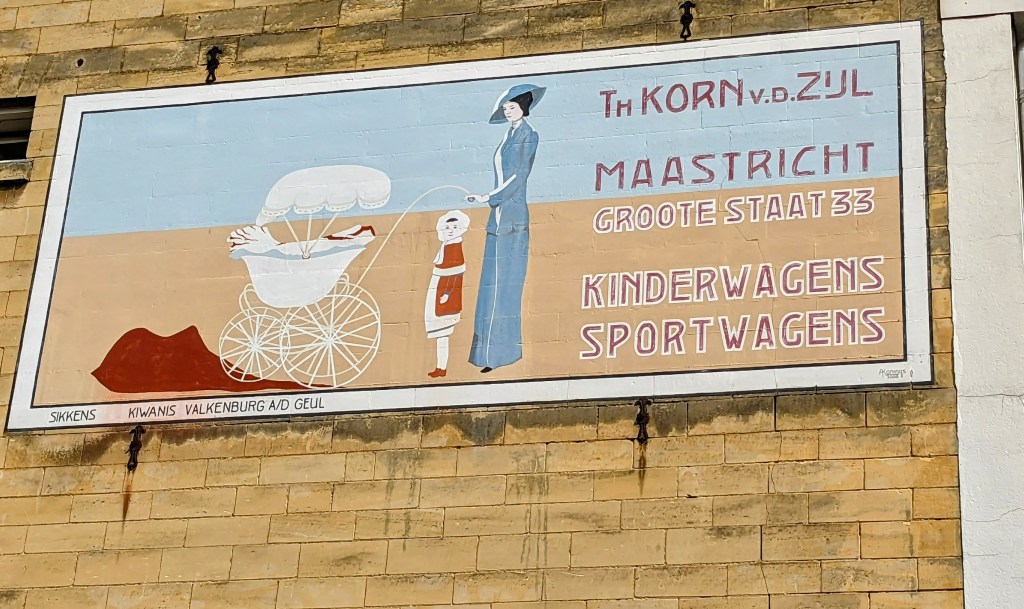 TH KORN V.D. ZIJL
MAASTRICHT
GROOTE STAAT 33
KINDERWAGENS
SPORTWAGENS
SIKKENS KIWANIS VALKENBURG A/D GEUL